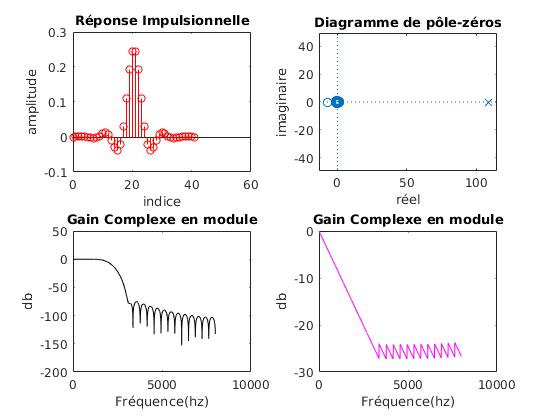 Réponse Impulsionnelle
0.3
0.2
0.1
0
-0.1
amplitude
0
20
40
60
indice
Diagramme de pôle-zéros
40
20
0
-20
-40
imaginaire
0
50
100
réel
Gain Complexe en module
50
0
-50
-100
-150
-200
db
0
5000
10000
Fréquence(hz)
Gain Complexe en module
0
-10
-20
-30
db
0
5000
10000
Fréquence(hz)